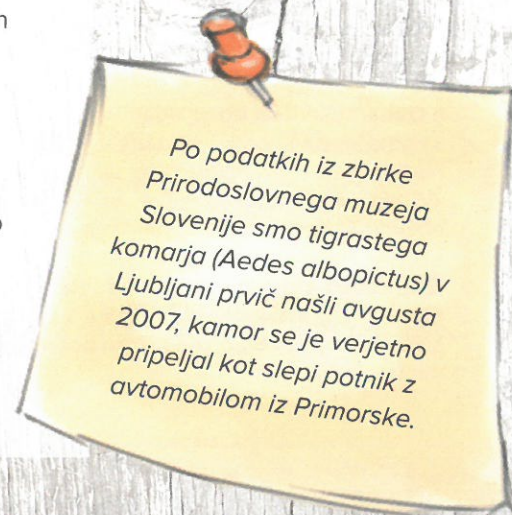 Po podatkih iz zbirke
Prirodoslovnega muzeja
Slovenije smo tigrastega
komarja (Aedes albopictus) v
Ljubljani prvič našli avgusta
2007, kamor se je verjetno
pripeljal kot slepi potnik z
avtomobilom iz Primorske.